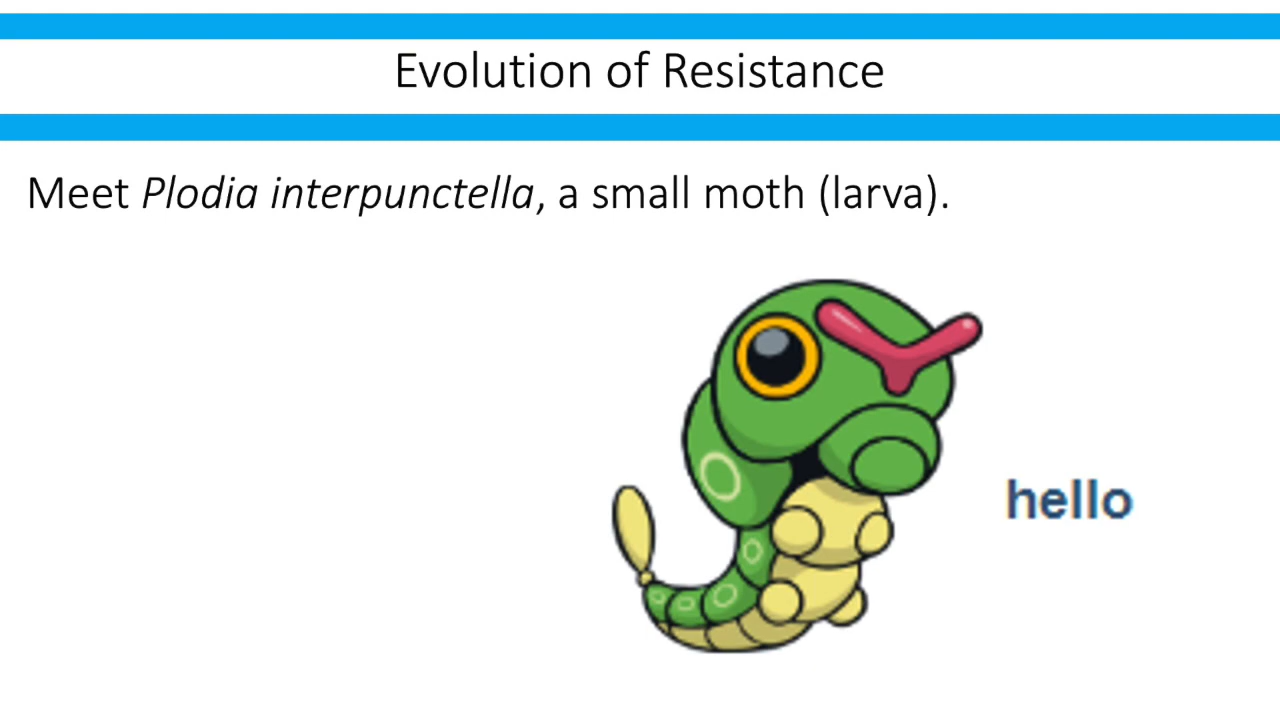 Evolution of Resistance
Meet Plodia interpunctella, a small moth (larva).
hello